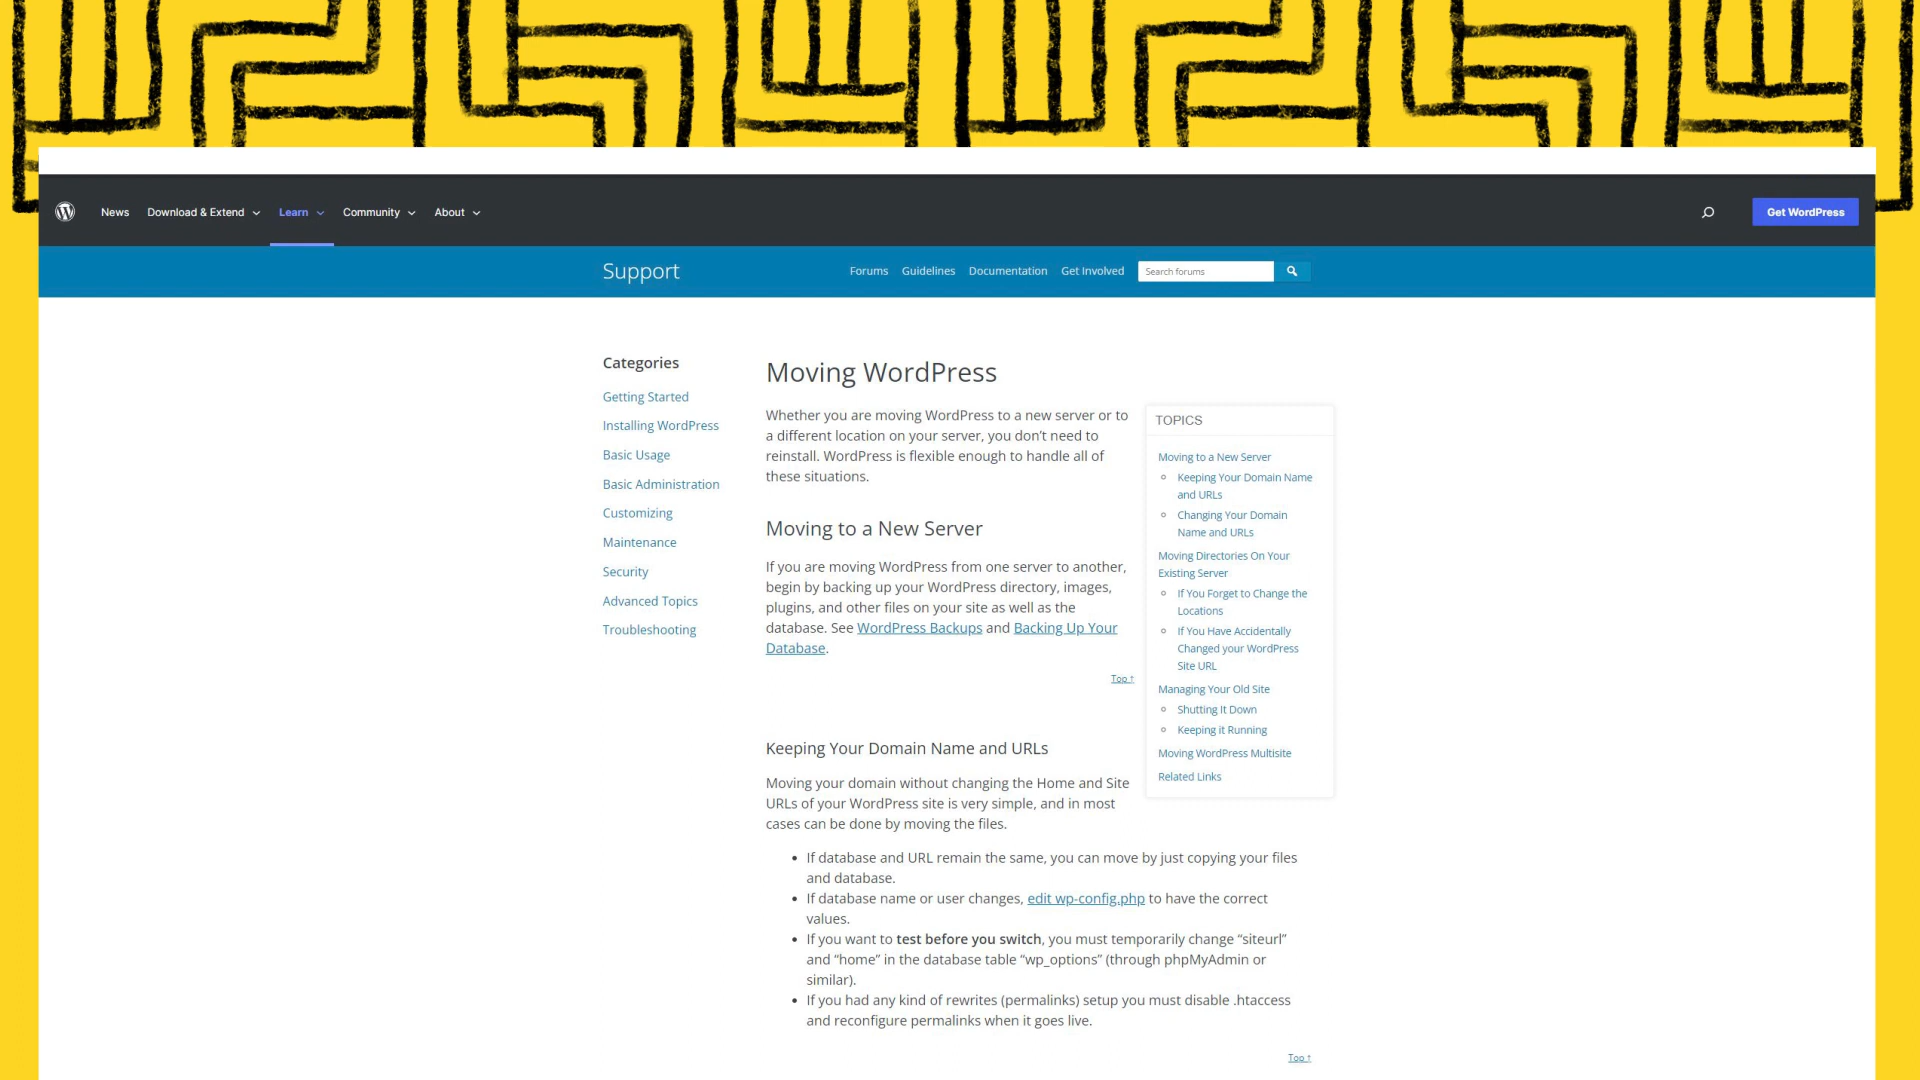 News Download & Extend Learn Community About
Get WordPress
Support
Forums Guidelines Documentation Get Involved Search forums
Categories
Getting Started
Installing WordPress
Basic Usage
Basic Administration
Customizing
Maintenance
Security
Advanced Topics
Troubleshooting
Moving WordPress
Whether you are moving WordPress to a new server or to
a different location on your server, you don’t need to
reinstall. WordPress is flexible enough to handle all of
these situations.
Moving to a New Server
If you are moving WordPress from one server to another,
begin by backing up your WordPress directory, images,
plugins, and other files on your site as well as the
database. See WordPress Backups and Backing Up Your
Database.
Top ↑
TOPICS
Moving to a New Server
Keeping Your Domain Name
and URLs
Changing Your Domain
Name and URLs
Moving Directories On Your
Existing Server
If You Forget to Change the
Locations
If You Have Accidentally
Changed your WordPress
Site URL
Managing Your Old Site
Shutting It Down
Keeping it Running
Moving WordPress Multisite
Related Links
Keeping Your Domain Name and URLs
Moving your domain without changing the Home and Site
URLs of your WordPress site is very simple, and in most
cases can be done by moving the files.
• If database and URL remain the same, you can move by just copying your files
and database.
• If database name or user changes, edit wp-config.php to have the correct
values.
• If you want to test before you switch, you must temporarily change “siteurl”
and “home” in the database table “wp_options” (through phpMyAdmin or
similar).
• If you had any kind of rewrites (permalinks) setup you must disable .htaccess
and reconfigure permalinks when it goes live.
Top ↑